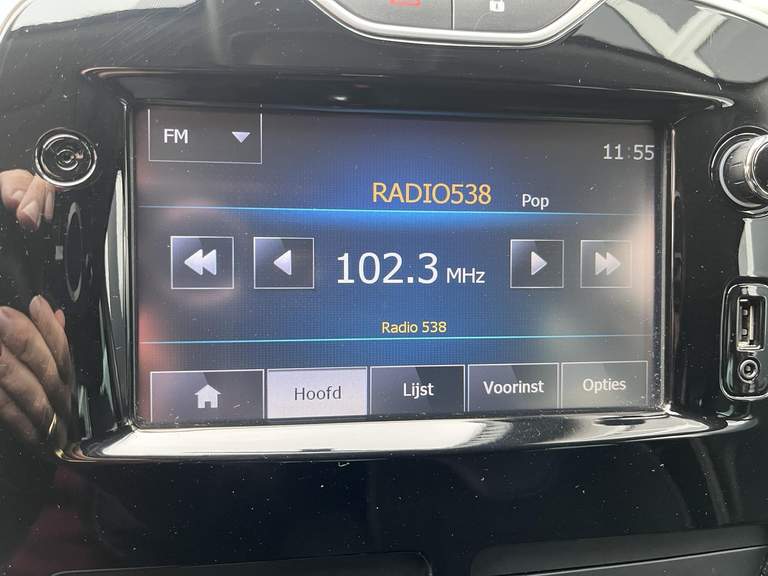 FM
11:55
RADIO538 Pop
102.3 MHz
Radio 538
Hoofd Lijst Voorinst Opties